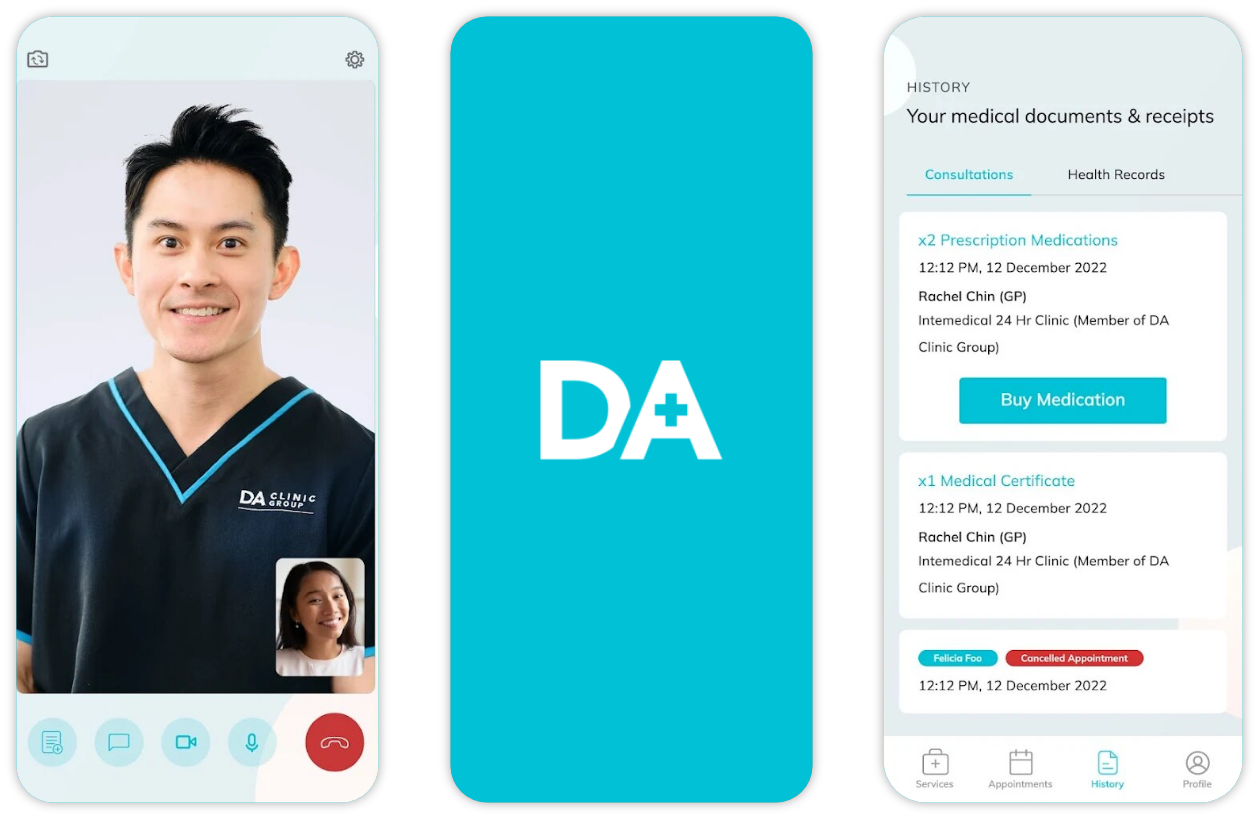 DA CLINIC
GROUP
DA
HISTORY
Your medical documents & receipts
Consultations
Health Records
x2 Prescription Medications
12:12 PM, 12 December 2022
Rachel Chin (GP)
Intemedical 24 Hr Clinic (Member of DA
Clinic Group)
Buy Medication
x1 Medical Certificate
12:12 PM, 12 December 2022
Rachel Chin (GP)
Intemedical 24 Hr Clinic (Member of DA
Clinic Group)
Felicia Foo
Cancelled Appointment
12:12 PM, 12 December 2022
Services
Appointments
History
Profile